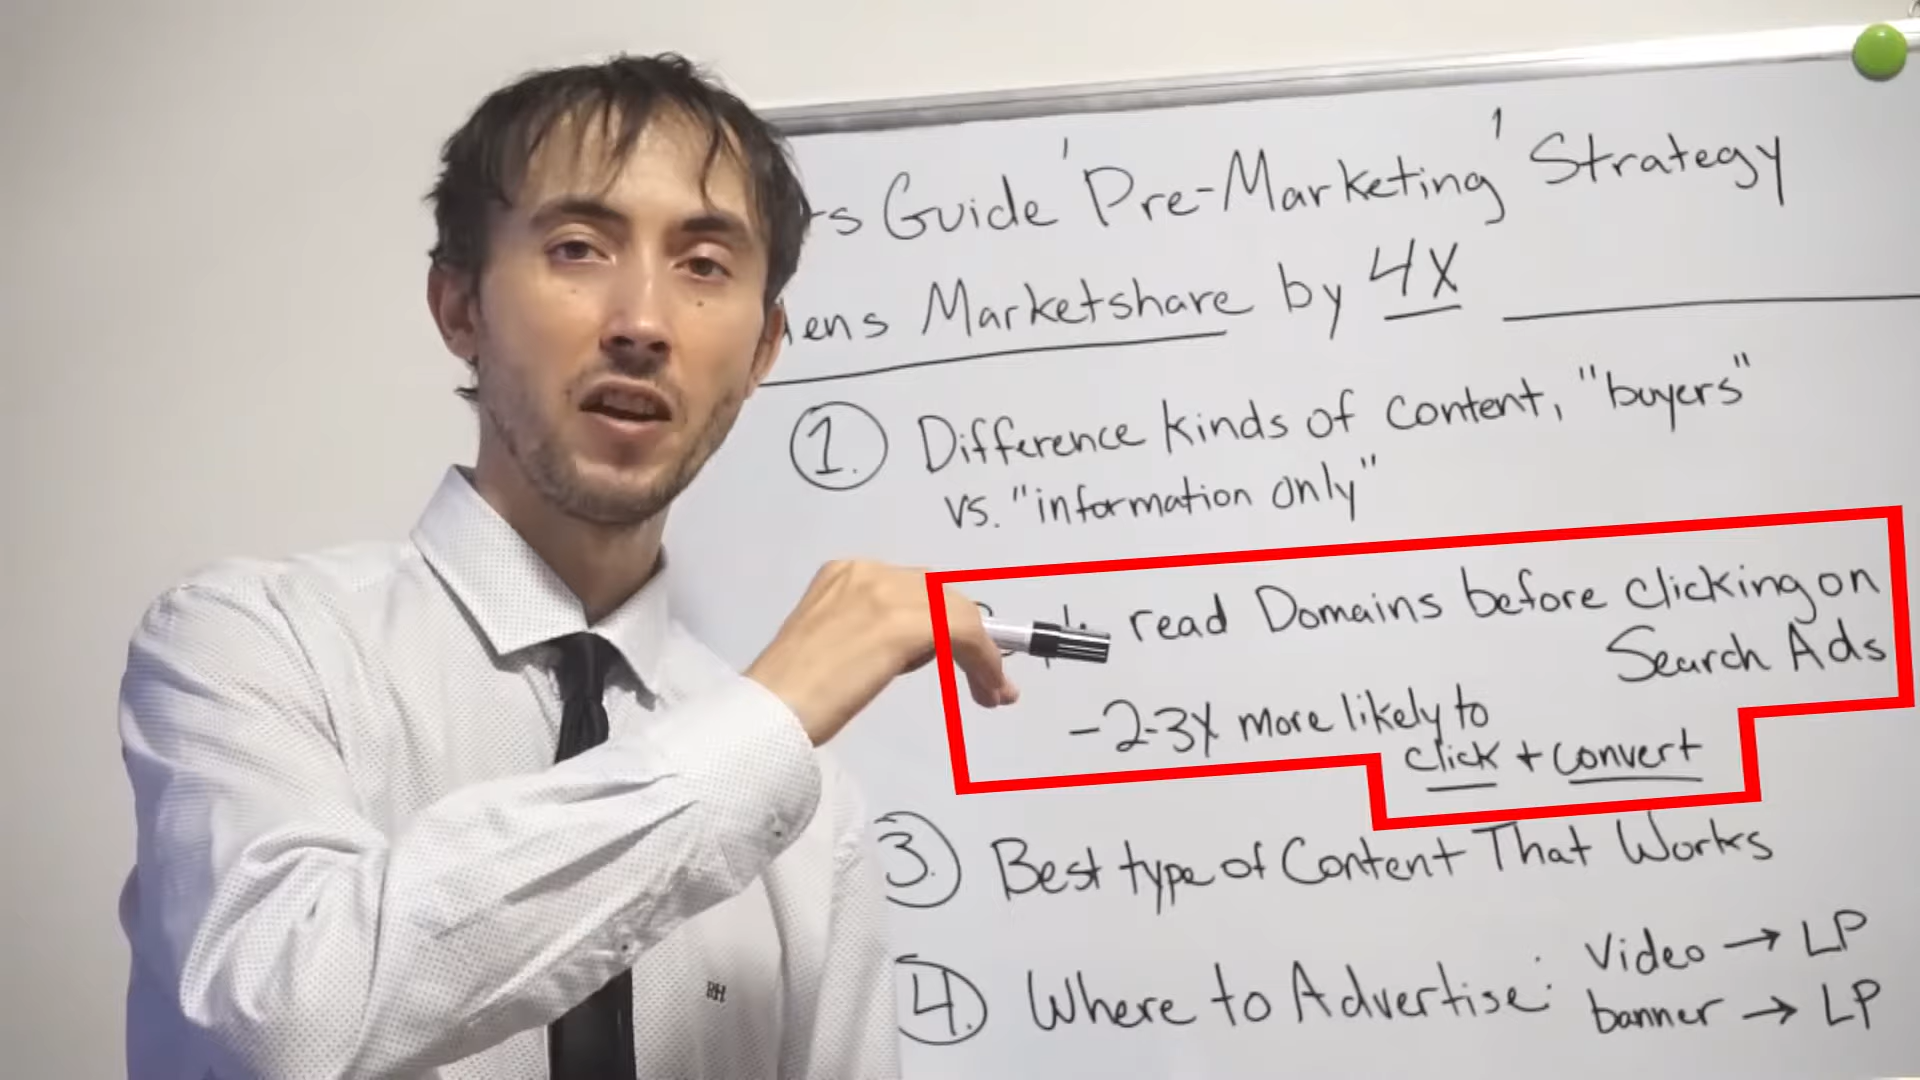 Guide 'Pre-Marketing' Strategy
Marketshare by 4X
1. Difference kinds of content, "buyers"
vs. "information only"
read Domains before clicking on
Search Ads
-2-3X more likely to
click + convert
3. Best type of Content That Works
4. Where to Advertise: Video → LP
banner → LP
RH